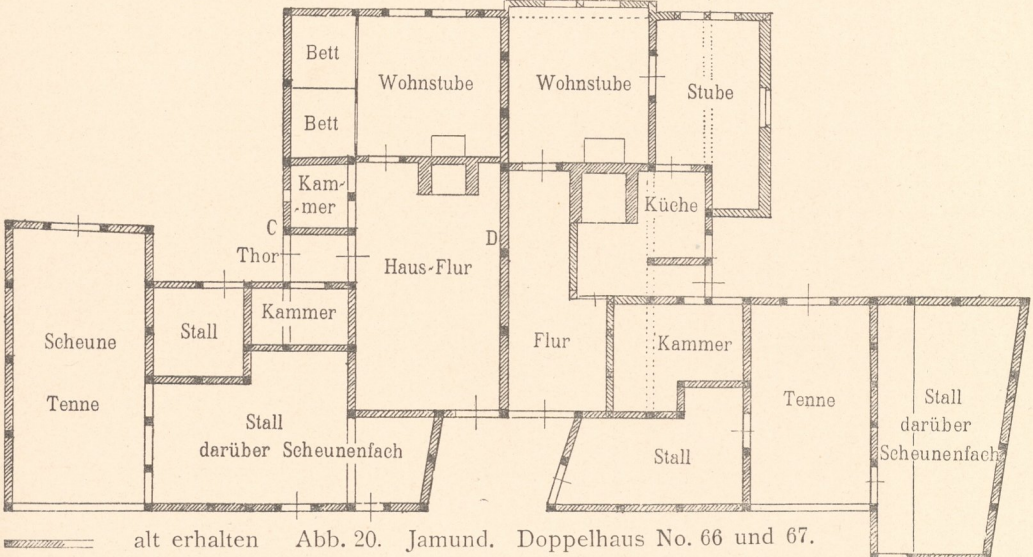 Bett
Wohnstube
Wohnstube
Stube
Bett
Kam-
-mer
Küche
C
Thor
D
Haus-Flur
Kammer
Stall
Scheune
Flur
Kammer
Tenne
Tenne
Stall
darüber
Scheunenfach
Stall
darüber Scheunenfach
Stall
alt erhalten Abb. 20. Jamund. Doppelhaus No. 66 und 67.